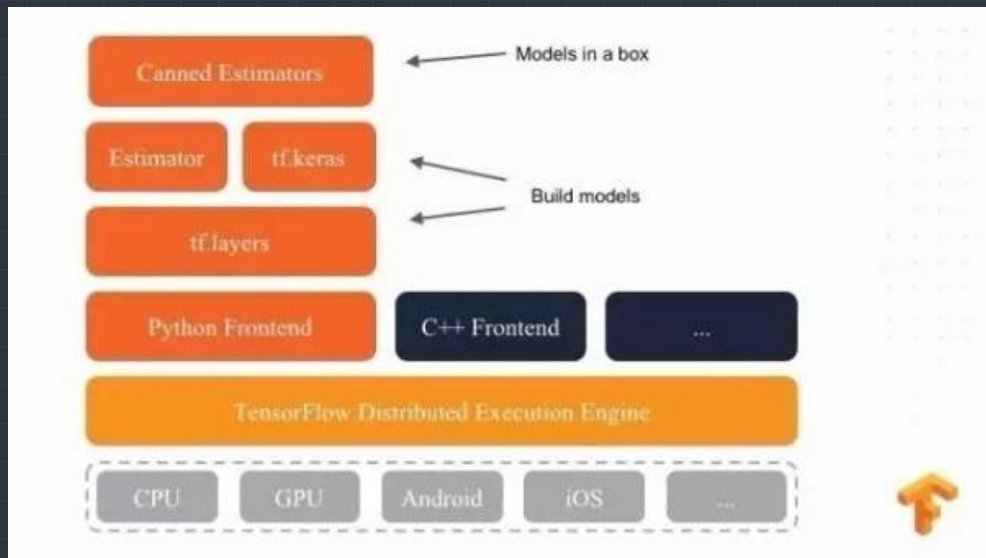 Canned Estimators
Models in a box
Estimator
tf.keras
Build models
tf.layers
Python Frontend
C++ Frontend
...
TensorFlow Distributed Execution Engine
CPU
GPU
Android
iOS
...